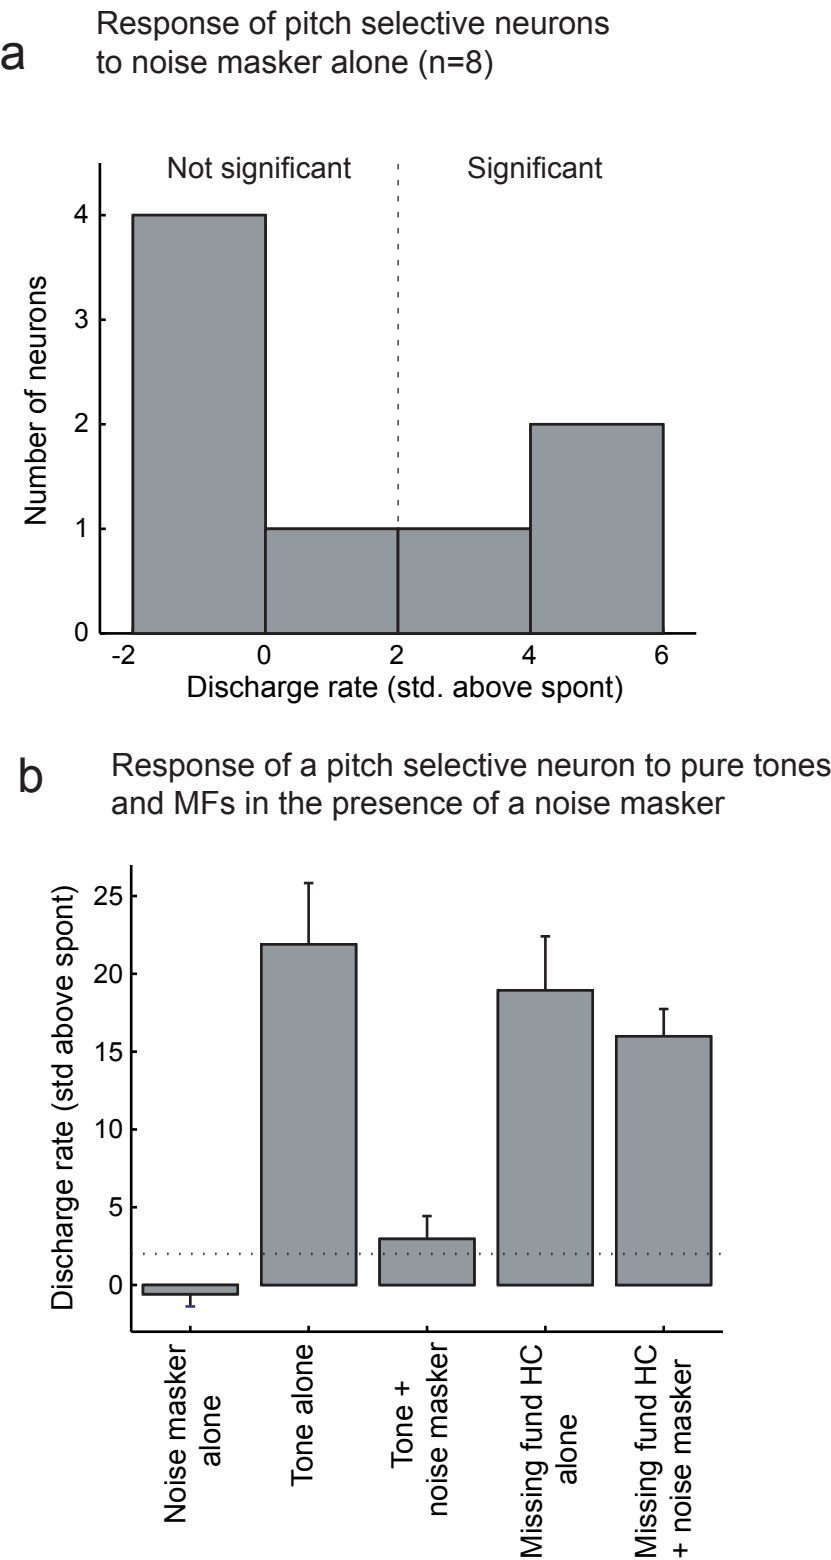 a
Response of pitch selective neurons
to noise masker alone (n=8)
Not significant
Significant
4
3
2
1
0
Number of neurons
-2
0
2
4
6
Discharge rate (std. above spont)
b
Response of a pitch selective neuron to pure tones
and MFs in the presence of a noise masker
25
20
15
10
5
0
Discharge rate (std above spont)
Noise masker
alone
Tone alone
Tone +
noise masker
Missing fund HC
alone
Missing fund HC
+ noise masker